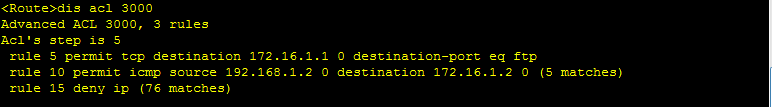 <Route>dis acl 3000
Advanced ACL 3000, 3 rules
Acl's step is 5
 rule 5 permit tcp destination 172.16.1.1 0 destination-port eq ftp
 rule 10 permit icmp source 192.168.1.2 0 destination 172.16.1.2 0 (5 matches)
 rule 15 deny ip (76 matches)